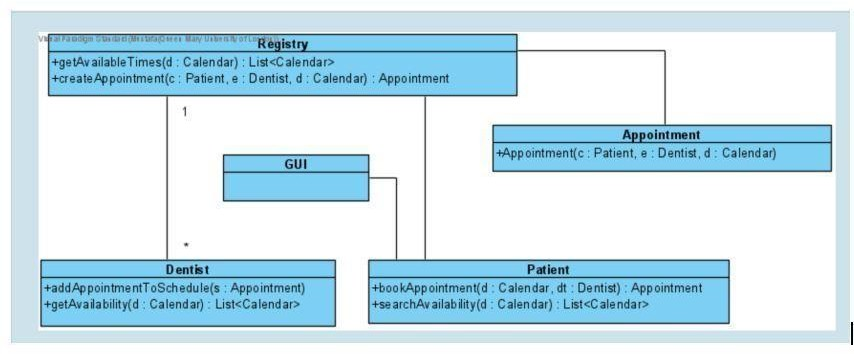 Registry
+getAvailableTimes(d : Calendar) : List<Calendar>
+createAppointment(c : Patient, e : Dentist, d : Calendar) : Appointment
1
Appointment
+Appointment(c : Patient, e : Dentist, d : Calendar)
GUI
*
Dentist
+addAppointmentToSchedule(s : Appointment)
+getAvailability(d : Calendar) : List<Calendar>
Patient
+bookAppointment(d : Calendar, dt : Dentist) : Appointment
+searchAvailability(d : Calendar) : List<Calendar>